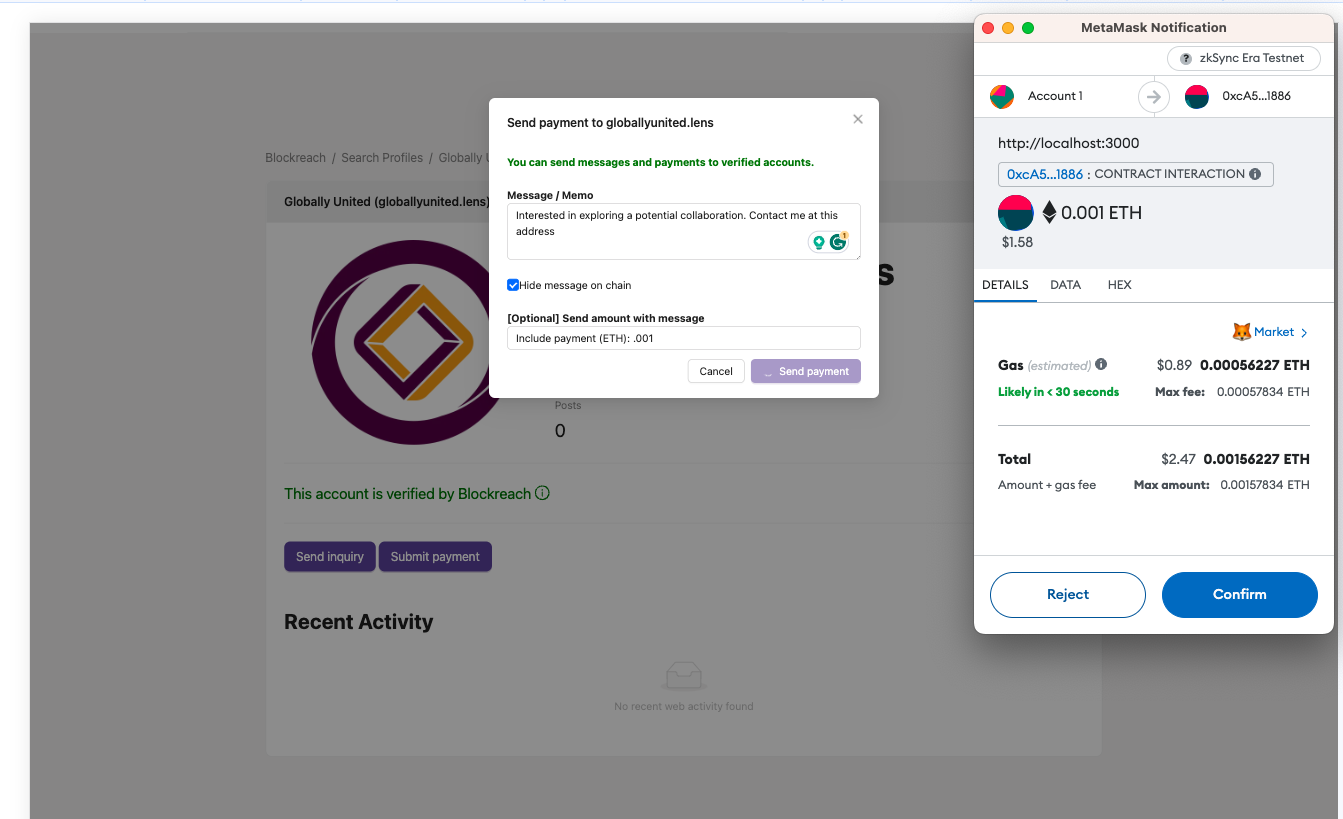 Blockreach / Search Profiles / Globally U
Globally United (globallyunited.lens)
s
Send payment to globallyunited.lens
You can send messages and payments to verified accounts.
Message / Memo
Interested in exploring a potential collaboration. Contact me at this
address
1
Hide message on chain
[Optional] Send amount with message
Include payment (ETH): .001
Cancel
Send payment
Posts
0
This account is verified by Blockreach
Send inquiry
Submit payment
Recent Activity
No recent web activity found
MetaMask Notification
? zkSync Era Testnet
Account 1
0xcA5...1886
http://localhost:3000
0xcA5...1886 : CONTRACT INTERACTION
0.001 ETH
$1.58
DETAILS DATA HEX
Market >
Gas (estimated) $0.89 0.00056227 ETH
Likely in < 30 seconds Max fee: 0.00057834 ETH
Total $2.47 0.00156227 ETH
Amount + gas fee Max amount: 0.00157834 ETH
Reject
Confirm